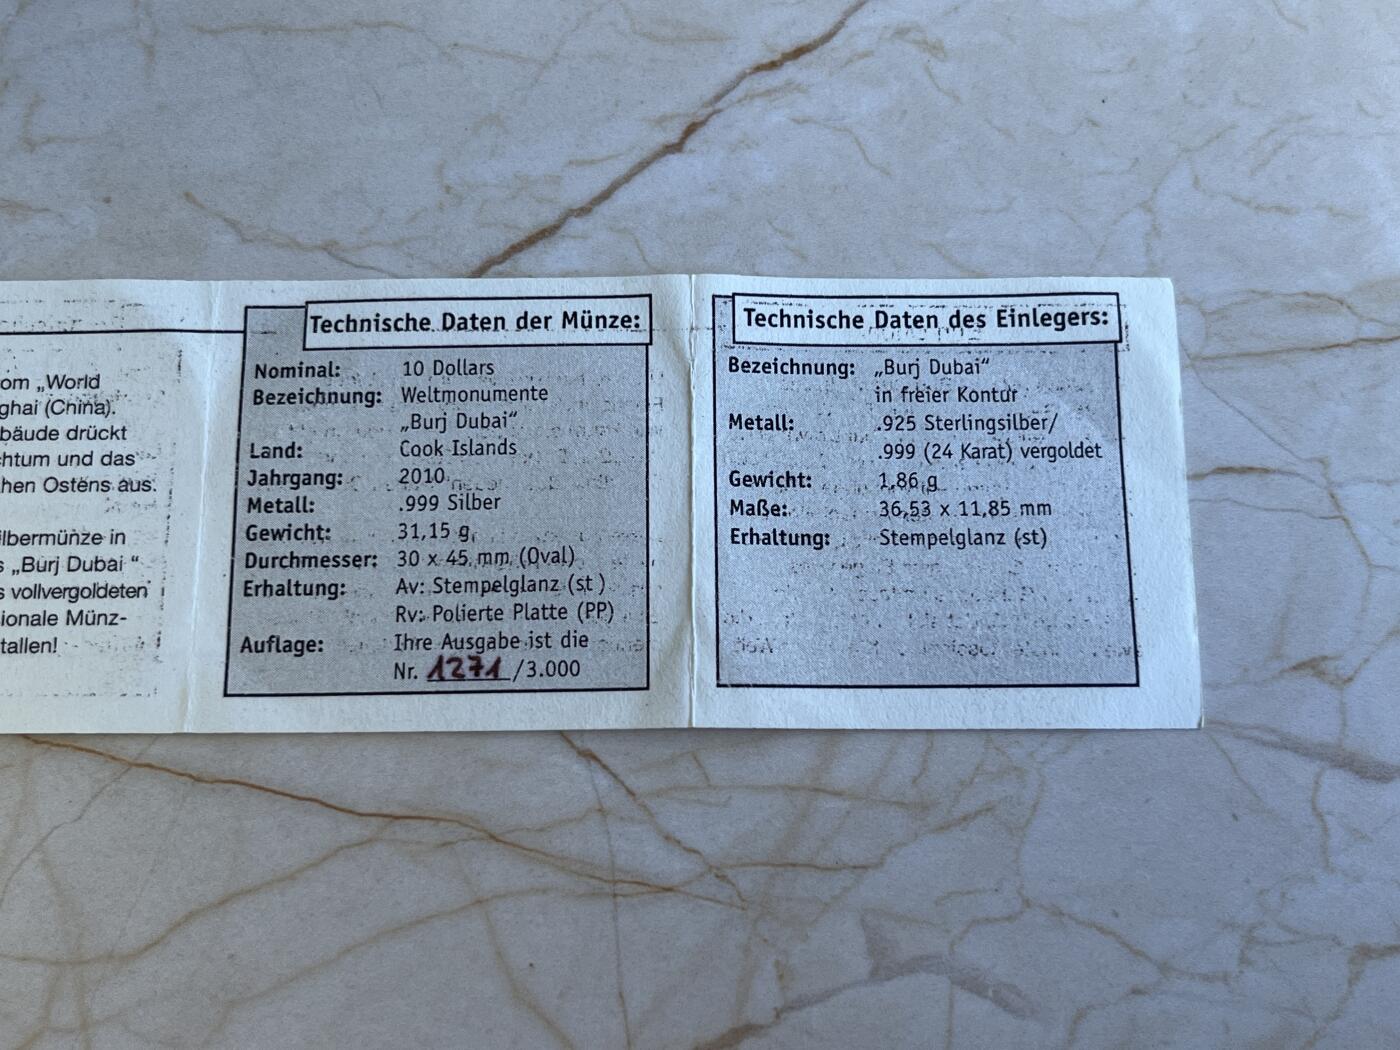 om „World
ghai (China).
bäude drückt
chtum und das
hen Ostens aus.
lbermünze in
s „Burj Dubai “
s vollvergoldeten
ionale Münz-
tallen!
Technische Daten der Münze:
Nominal: 10 Dollars
Bezeichnung: Weltmonumente
„Burj Dubai“
Land: Cook Islands
Jahrgang: 2010
Metall: .999 Silber
Gewicht: 31,15 g
Durchmesser: 30 x 45 mm (Oval)
Erhaltung: Av: Stempelglanz (st )
Rv: Polierte Platte (PP)
Auflage: Ihre Ausgabe ist die
Nr. 1271 /3.000
Technische Daten des Einlegers:
Bezeichnung: „Burj Dubai“
in freier Kontur
Metall: .925 Sterlingsilber/
.999 (24 Karat) vergoldet
Gewicht: 1,86 g
Maße: 36,53 x 11,85 mm
Erhaltung: Stempelglanz (st)